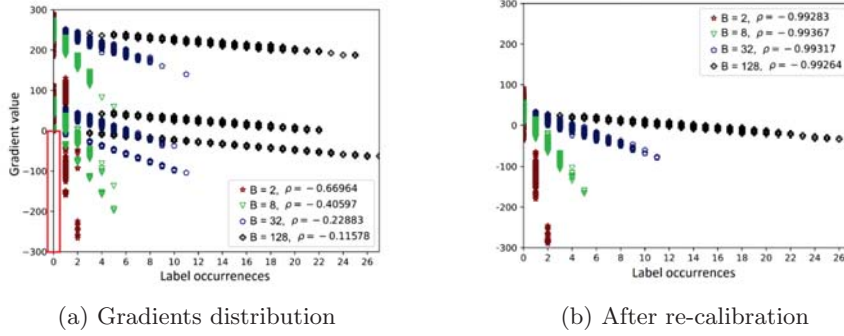 300
200
100
0
−100
−200
−300
Gradient value
0 2 4 6 8 10 12 14 16 18 20 22 24 26
Label occurreneces
B = 2, ρ = −0.66964
B = 8, ρ = −0.40597
B = 32, ρ = −0.22883
B = 128, ρ = −0.11578
(a) Gradients distribution
300
200
100
0
−100
−200
−300
0 2 4 6 8 10 12 14 16 18 20 22 24 26
Label occurrences
B = 2, ρ = −0.99283
B = 8, ρ = −0.99367
B = 32, ρ = −0.99317
B = 128, ρ = −0.99264
(b) After re-calibration